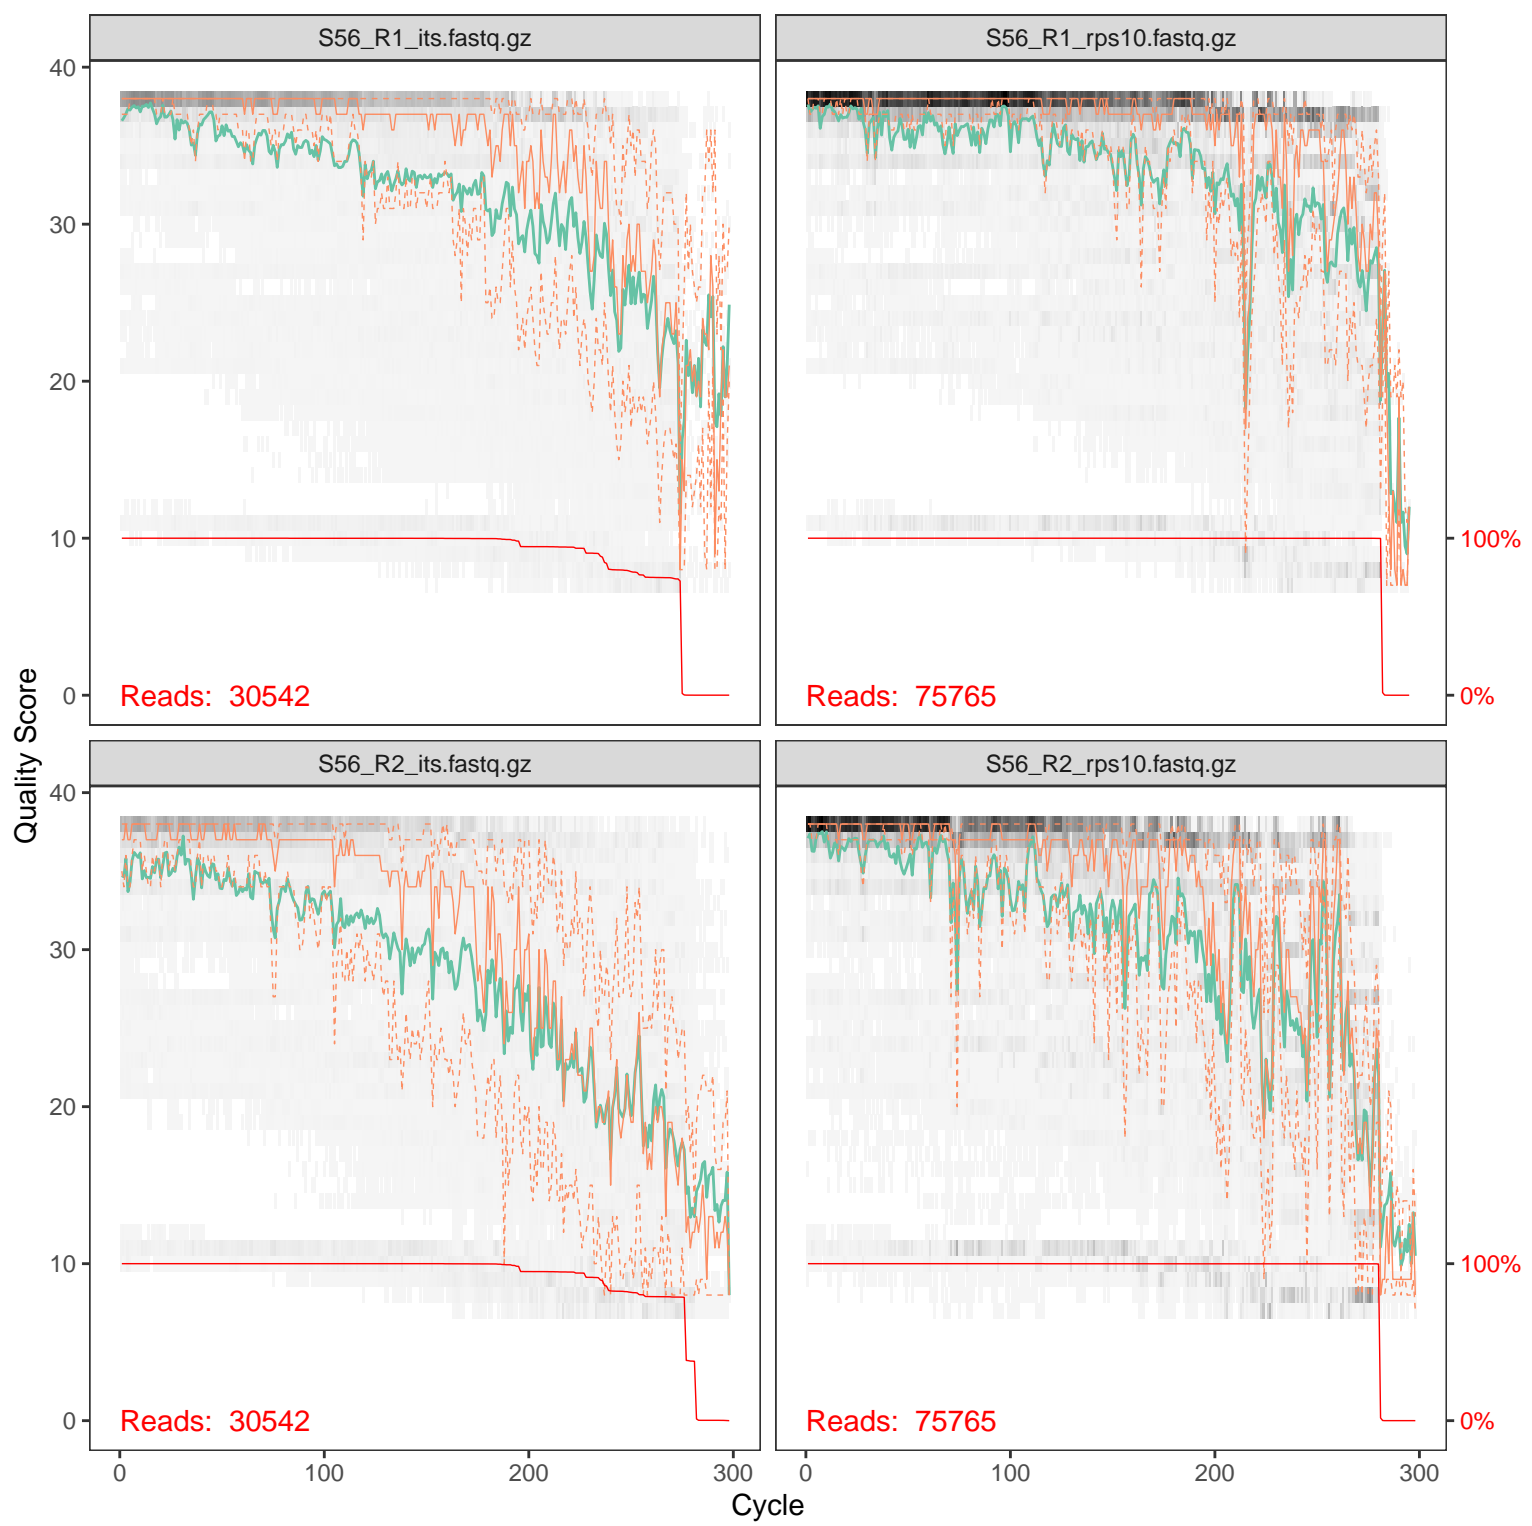 S56_R1_its.fastq.gz
S56_R1_rps10.fastq.gz
40
30
20
10
0
Reads: 30542
Reads: 75765
100%
0%
Quality Score
S56_R2_its.fastq.gz
S56_R2_rps10.fastq.gz
40
30
20
10
0
Reads: 30542
Reads: 75765
100%
0%
0 100 200 300
0 100 200 300
Cycle